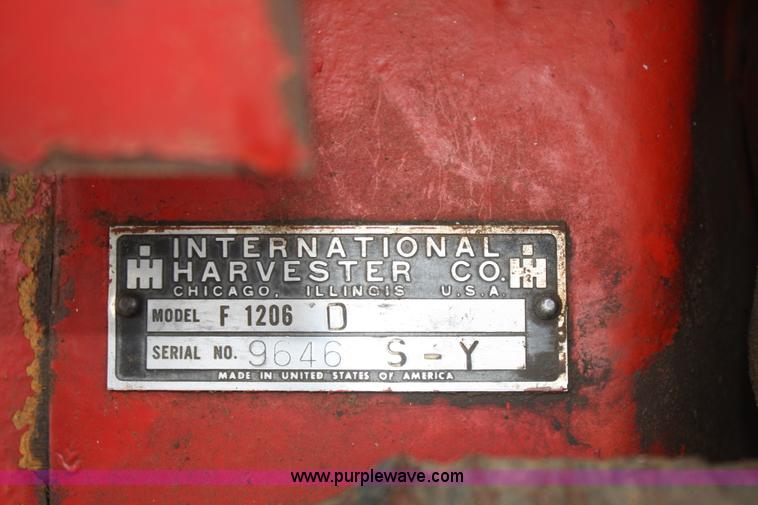 INTERNATIONAL
HARVESTER CO.
CHICAGO, ILLINOIS U.S.A.
MODEL F 1206 D
SERIAL NO. 9646 S-Y
MADE IN UNITED STATES OF AMERICA
www.purplewave.com